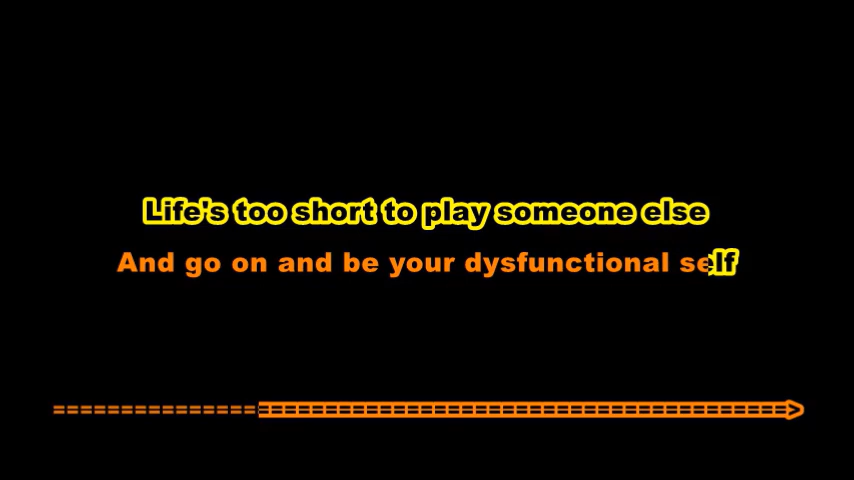 Life's too short to play someone else
And go on and be your dysfunctional self